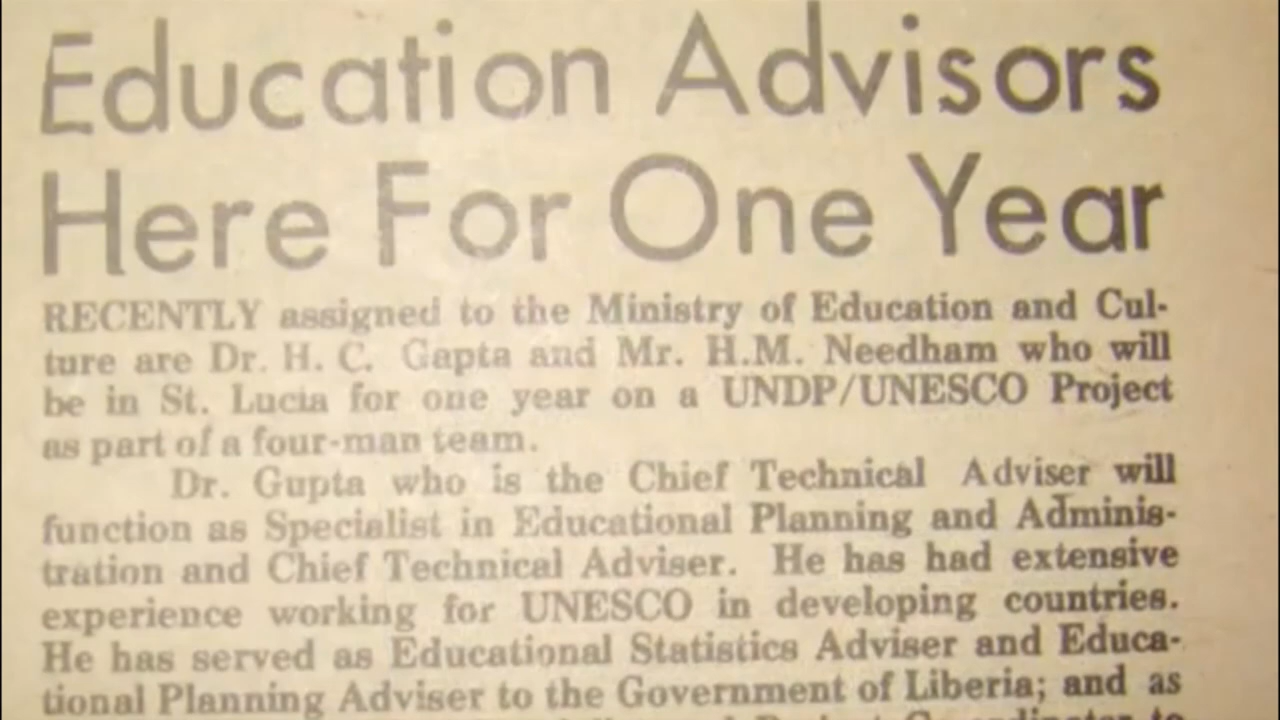 Education Advisors
Here For One Year
RECENTLY assigned to the Ministry of Education and Cul-
ture are Dr. H. C. Gapta and Mr. H.M. Needham who will
be in St. Lucia for one year on a UNDP/UNESCO Project
as part of a four-man team.
Dr. Gupta who is the Chief Technical Adviser will
function as Specialist in Educational Planning and Adminis-
tration and Chief Technical Adviser. He has had extensive
experience working for UNESCO in developing countries.
He has served as Educational Statistics Adviser and Educa-
tional Planning Adviser to the Government of Liberia; and as